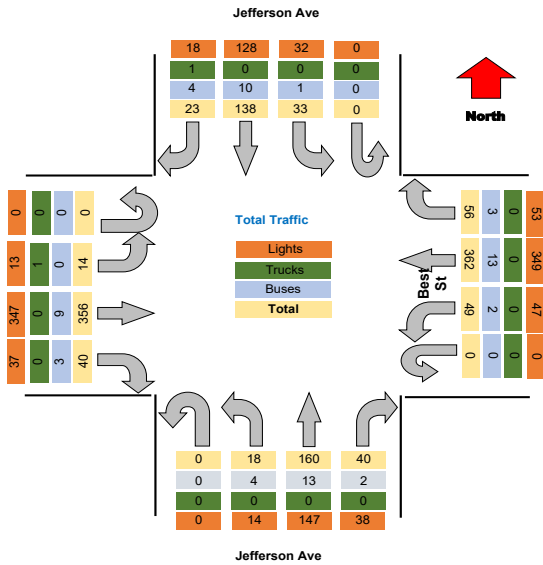 Jefferson Ave
18 128 32 0
1 0 0 0
4 10 1 0
23 138 33 0
North
0 0 0 0
13 1 0 14
347 0 9 356
37 0 3 40
Total Traffic
Lights
Trucks
Buses
Total
Best
St
56 3 0 53
362 13 0 349
49 2 0 47
0 0 0 0
0 18 160 40
0 4 13 2
0 0 0 0
0 14 147 38
Jefferson Ave